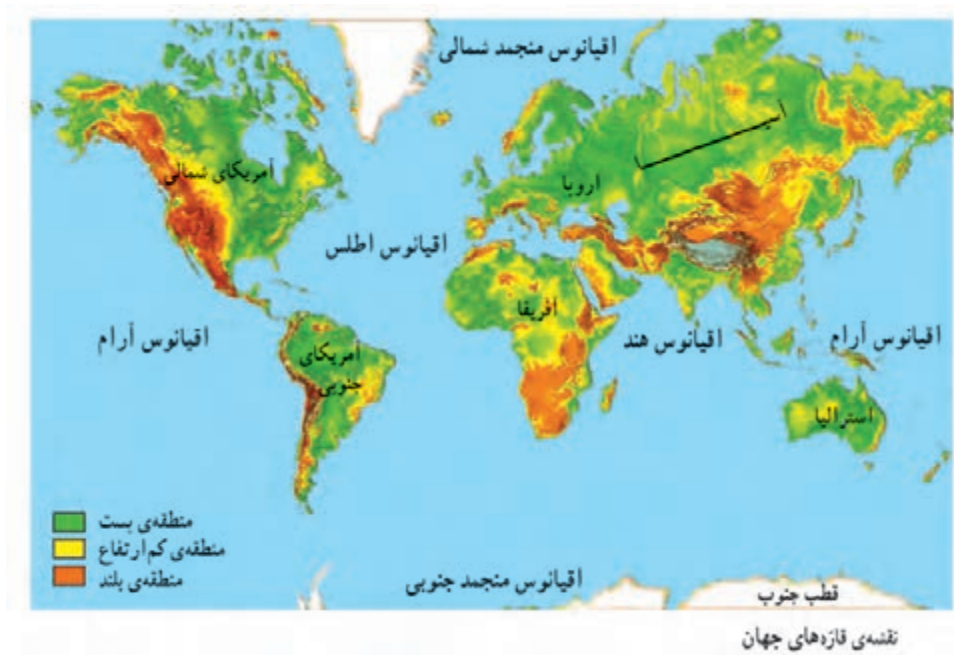 اقیانوس منجمد شمالی
آمریکای شمالی
اروپا
اقیانوس اطلس
افریقا
اقیانوس آرام
اقیانوس هند
اقیانوس آرام
آمریکای
جنوبی
استرالیا
منطقه‌ی پست
منطقه‌ی کم‌ارتفاع
منطقه‌ی بلند
اقیانوس منجمد جنوبی
قطب جنوب
نقشه‌ی قاره‌های جهان